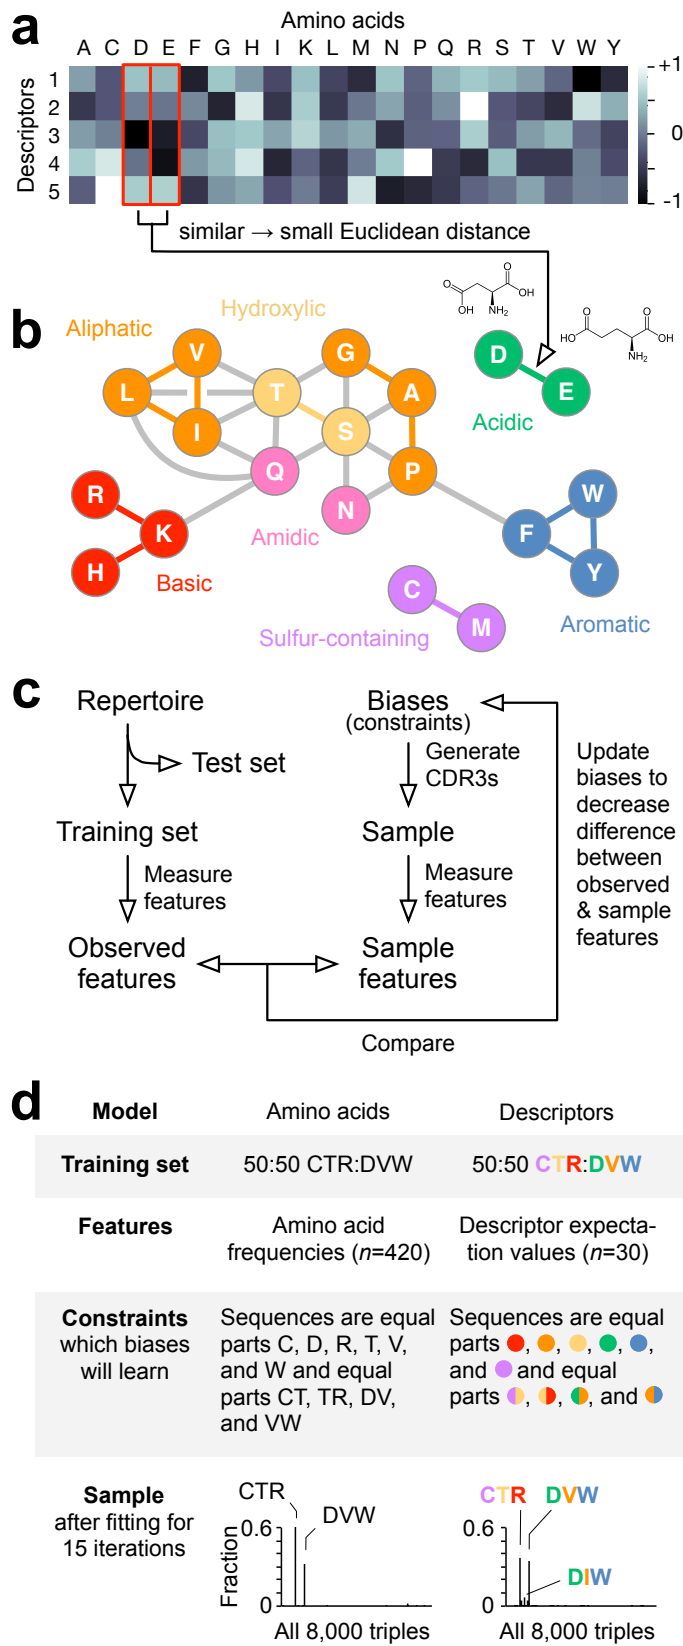 a
Amino acids
A C D E F G H I K L M N P Q R S T V W Y
Descriptors
1
2
3
4
5
+1
0
-1
similar → small Euclidean distance
b
Aliphatic
Hydroxylic
O
O
OH
OH
NH2
O
O
HO
OH
NH2
V
G
D
L
T
A
E
I
S
Acidic
Q
P
R
N
W
K
F
Amidic
H
Y
Basic
C
M
Sulfur-containing
Aromatic
c
Repertoire
Test set
Training set
Measure
features
Observed
features
Biases
(constraints)
Generate
CDR3s
Sample
Measure
features
Sample
features
Update
biases to
decrease
difference
between
observed
& sample
features
Compare
d
Model
Amino acids
Descriptors
Training set
50:50 CTR:DVW
50:50 CTR:DVW
Features
Amino acid
frequencies (n=420)
Descriptor expecta-
tion values (n=30)
Constraints
which biases
will learn
Sequences are equal
parts C, D, R, T, V,
and W and equal
parts CT, TR, DV,
and VW
Sequences are equal
parts , , , , ,
and and equal
parts , , , and
Sample
after fitting for
15 iterations
CTR
DVW
0.6
Fraction
0
All 8,000 triples
CTR DVW
0.6
DIW
0
All 8,000 triples